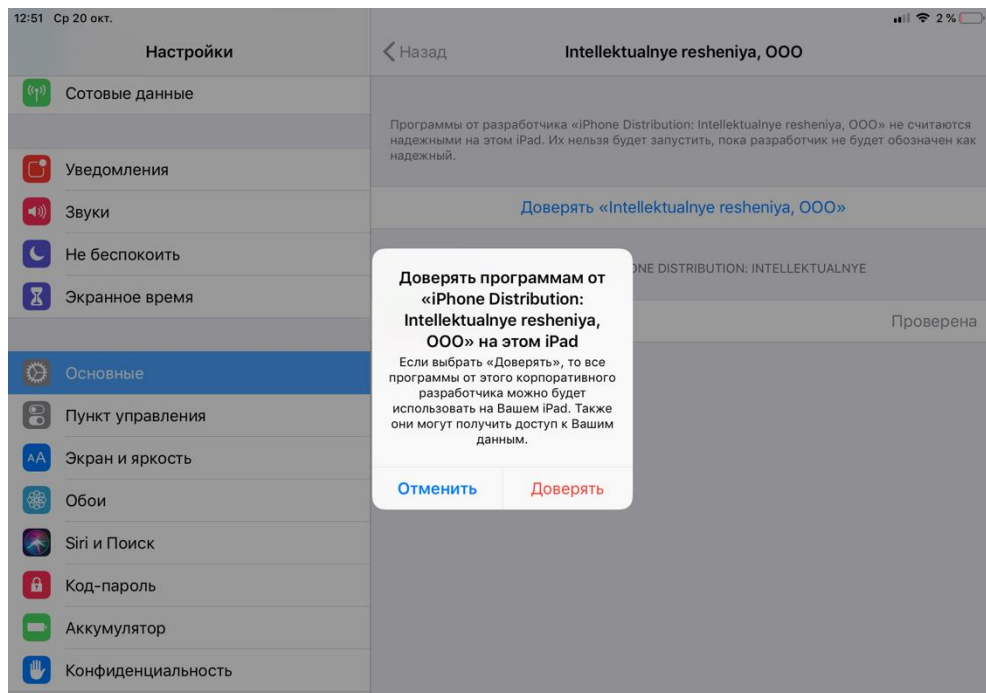 12:51 Ср 20 окт.
2 %
Настройки
Назад
Intellektualnye resheniya, ООО
Сотовые данные
Уведомления
Звуки
Не беспокоить
Экранное время
Основные
Пункт управления
Экран и яркость
Обои
Siri и Поиск
Код-пароль
Аккумулятор
Конфиденциальность
Программы от разработчика «iPhone Distribution: Intellektualnye resheniya, ООО» не считаются
надежными на этом iPad. Их нельзя будет запустить, пока разработчик не будет обозначен как
надежный.
Доверять «Intellektualnye resheniya, ООО»
DISTRIBUTION: INTELLEKTUALNYE
Проверена
Доверять программам от
«iPhone Distribution:
Intellektualnye resheniya,
ООО» на этом iPad
Если выбрать «Доверять», то все
программы от этого корпоративного
разработчика можно будет
использовать на Вашем iPad. Также
они могут получить доступ к Вашим
данным.
Отменить
Доверять